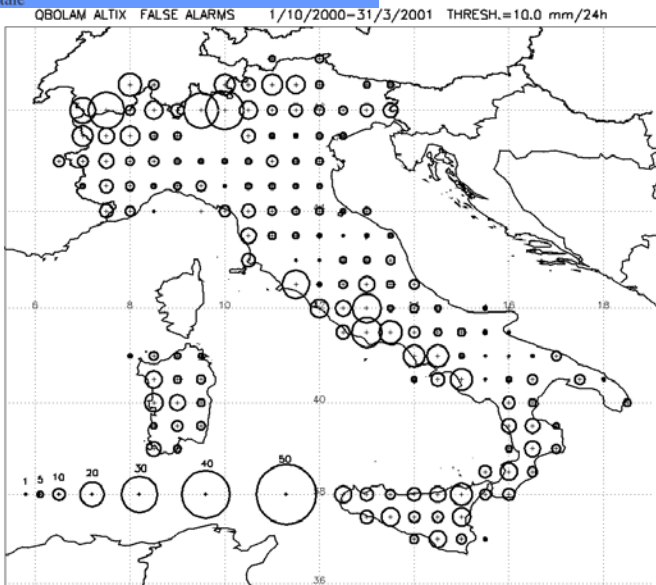 QBOLAM ALTIX FALSE ALARMS 1/10/2000-31/3/2001 THRESH.=10.0 mm/24h
6 8 10 14 16 18
40
1 5 10 20 30 40 50
38
36